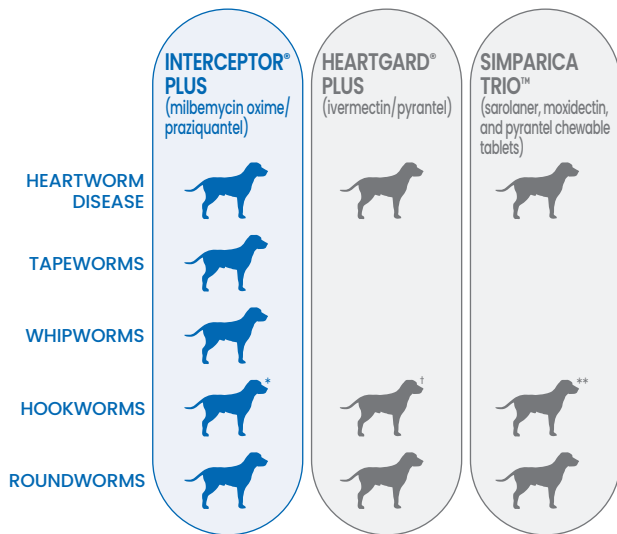 INTERCEPTOR®
PLUS
(milbemycin oxime/
praziquantel)
HEARTGARD®
PLUS
(ivermectin/pyrantel)
SIMPARICA
TRIO™
(sarolaner, moxidectin,
and pyrantel chewable
tablets)
HEARTWORM
DISEASE
TAPEWORMS
WHIPWORMS
HOOKWORMS
*
†
**
ROUNDWORMS